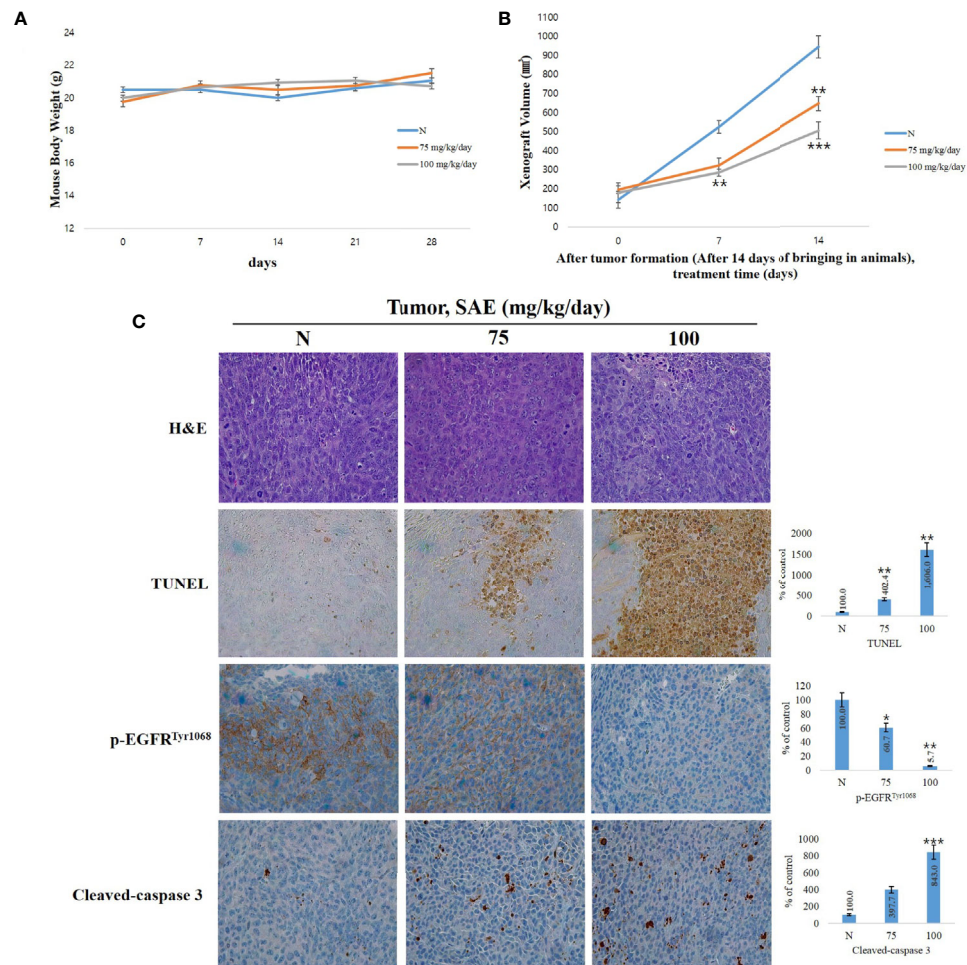 A
Mouse Body Weight (g)
24
22
20
18
16
14
12
0 7 14 21 28
days
N
75 mg/kg/day
100 mg/kg/day
B
Xenograft Volume (㎣)
1100
1000
900
800
700
600
500
400
300
200
100
0
0 7 14
**
**
***
After tumor formation (After 14 days of bringing in animals),
treatment time (days)
N
75 mg/kg/day
100 mg/kg/day
C
Tumor, SAE (mg/kg/day)
N 75 100
H&E
TUNEL
% of control
2000
1500
1000
500
0
100.0
** 402.4
** 1,606.0
N 75 100
TUNEL
p-EGFRTyr1068
% of control
120
100
80
60
40
20
0
100.0
* 60.7
** 5.7
N 75 100
p-EGFRTyr1068
Cleaved-caspase 3
% of control
1000
800
600
400
200
0
100.0
397.7
*** 843.0
N 75 100
Cleaved-caspase 3